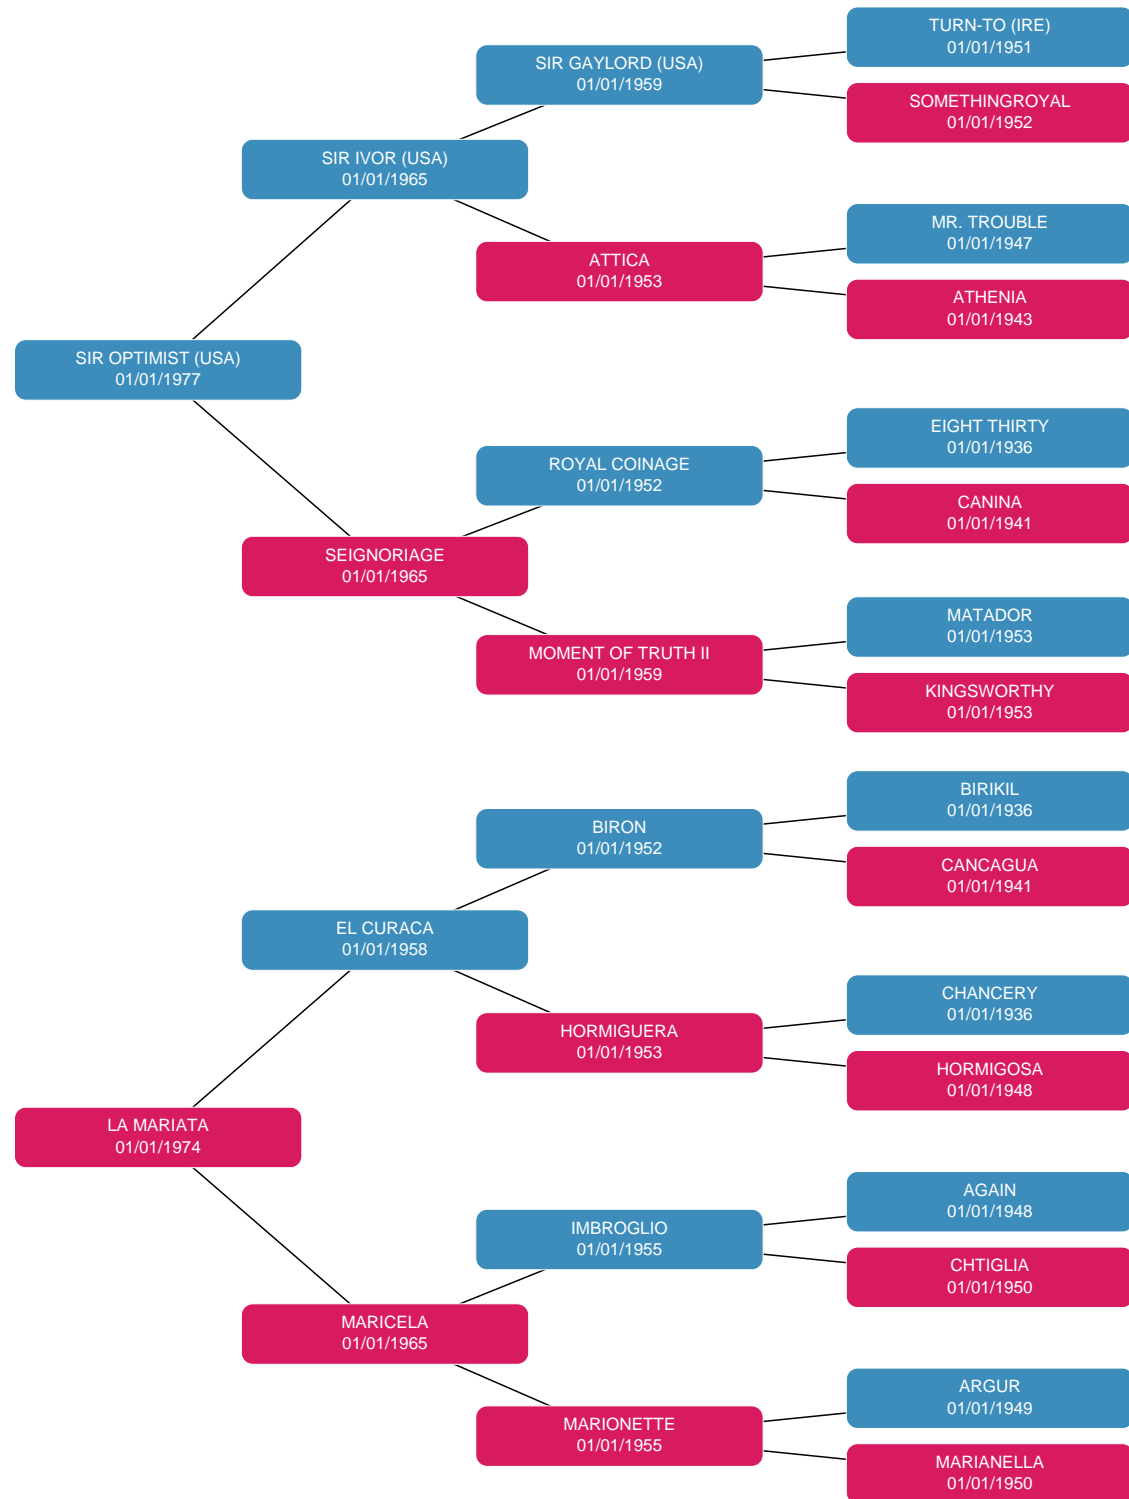 TURN-TO (IRE)
01/01/1951
SIR GAYLORD (USA)
01/01/1959
SOMETHINGROYAL
01/01/1952
SIR IVOR (USA)
01/01/1965
MR. TROUBLE
01/01/1947
ATTICA
01/01/1953
ATHENIA
01/01/1943
SIR OPTIMIST (USA)
01/01/1977
EIGHT THIRTY
01/01/1936
ROYAL COINAGE
01/01/1952
CANINA
01/01/1941
SEIGNORIAGE
01/01/1965
MATADOR
01/01/1953
MOMENT OF TRUTH II
01/01/1959
KINGSWORTHY
01/01/1953
BIRIKIL
01/01/1936
BIRON
01/01/1952
CANCAGUA
01/01/1941
EL CURACA
01/01/1958
CHANCERY
01/01/1936
HORMIGUERA
01/01/1953
HORMIGOSA
01/01/1948
LA MARIATA
01/01/1974
AGAIN
01/01/1948
IMBROGLIO
01/01/1955
CHTIGLIA
01/01/1950
MARICELA
01/01/1965
ARGUR
01/01/1949
MARIONETTE
01/01/1955
MARIANELLA
01/01/1950